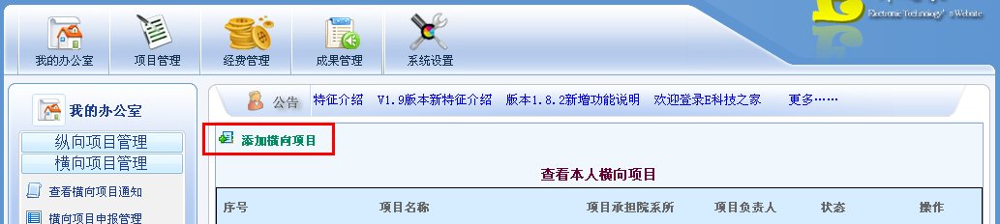 Electronic Technology' s Website
我的办公室 项目管理 经费管理 成果管理 系统设置
公告 特征介绍 V1.9版本新特征介绍 版本1.8.2新增功能说明 欢迎登录E科技之家 更多……
我的办公室
纵向项目管理
横向项目管理
查看横向项目通知
横向项目申报管理
添加横向项目
查看本人横向项目
序号 项目名称 项目承担院系所 项目负责人 状态 操作